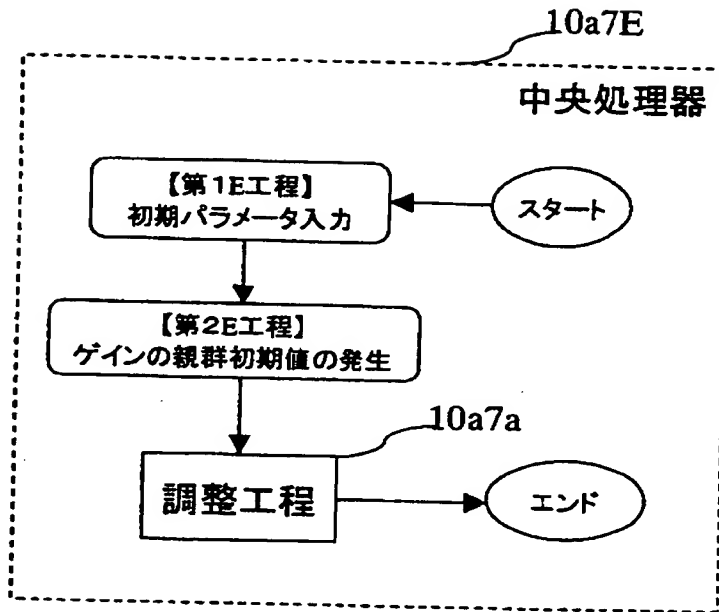 10a7E
中央処理器
【第1E工程】
初期パラメータ入力
スタート
【第2E工程】
ゲインの親群初期値の発生
10a7a
調整工程
エンド